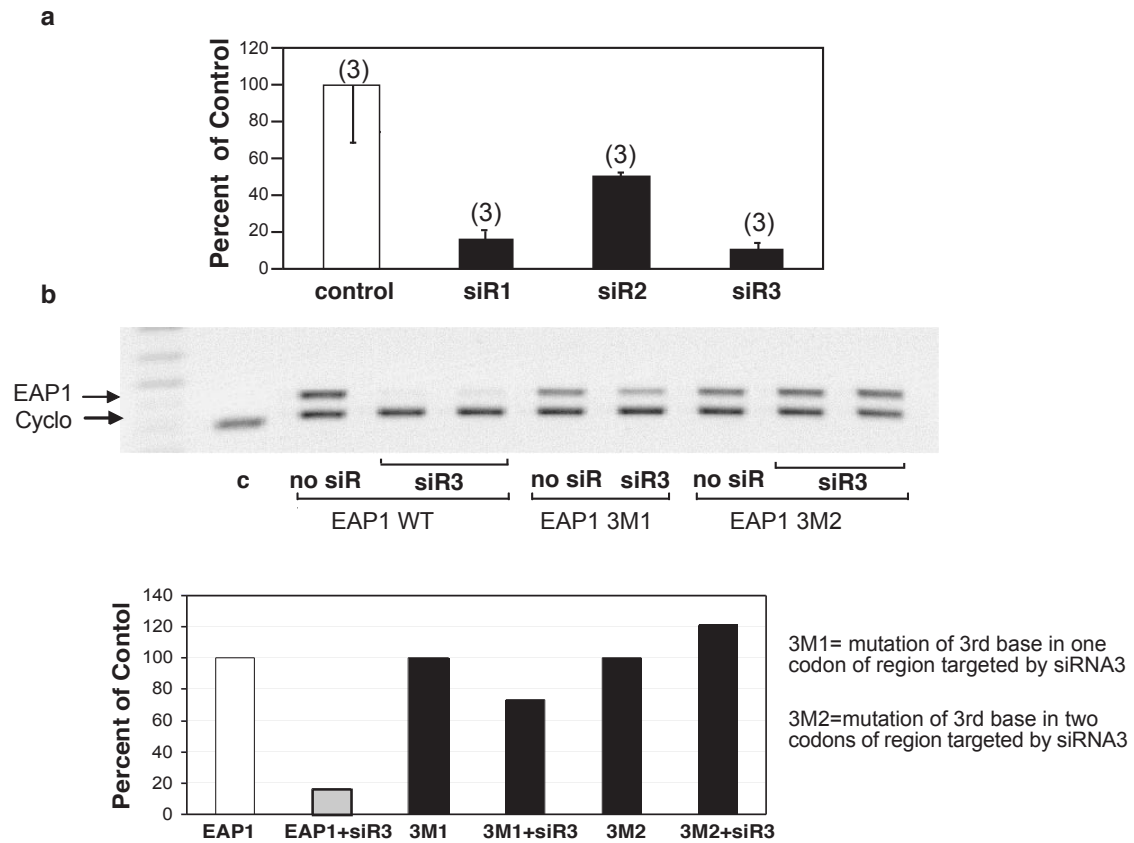 a
Percent of Control
120
100
80
60
40
20
0
(3)
(3)
(3)
(3)
control siR1 siR2 siR3
b
EAP1
Cyclo
c no siR siR3 no siR siR3 no siR siR3
EAP1 WT EAP1 3M1 EAP1 3M2
Percent of Contol
140
120
100
80
60
40
20
0
EAP1 EAP1+siR3 3M1 3M1+siR3 3M2 3M2+siR3
3M1= mutation of 3rd base in one
codon of region targeted by siRNA3
3M2=mutation of 3rd base in two
codons of region targeted by siRNA3